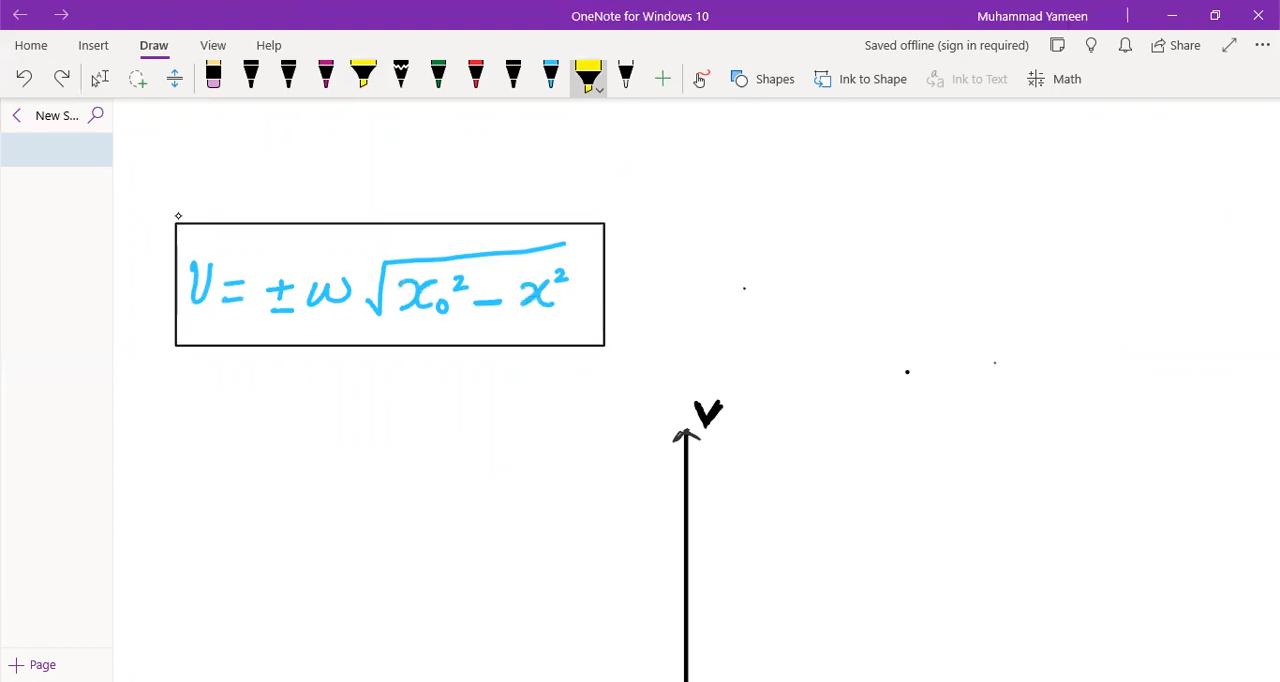 OneNote for Windows 10
Muhammad Yameen
Home Insert Draw View Help
Saved offline (sign in required)
Share
Shapes
Ink to Shape
Ink to Text
Math
New S...
V = ± ω √(x₀² − x²)
V
Page